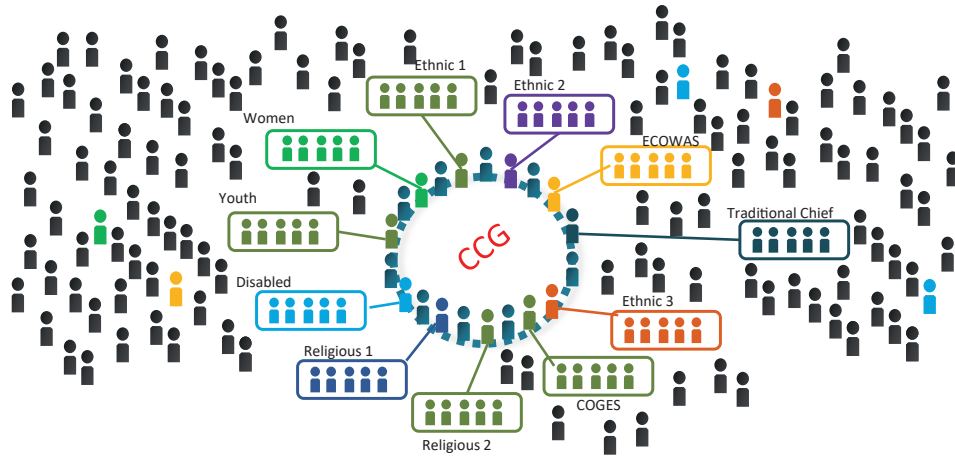 Ethnic 1
Ethnic 2
Women
ECOWAS
Youth
Traditional Chief
CCG
Disabled
Ethnic 3
Religious 1
COGES
Religious 2